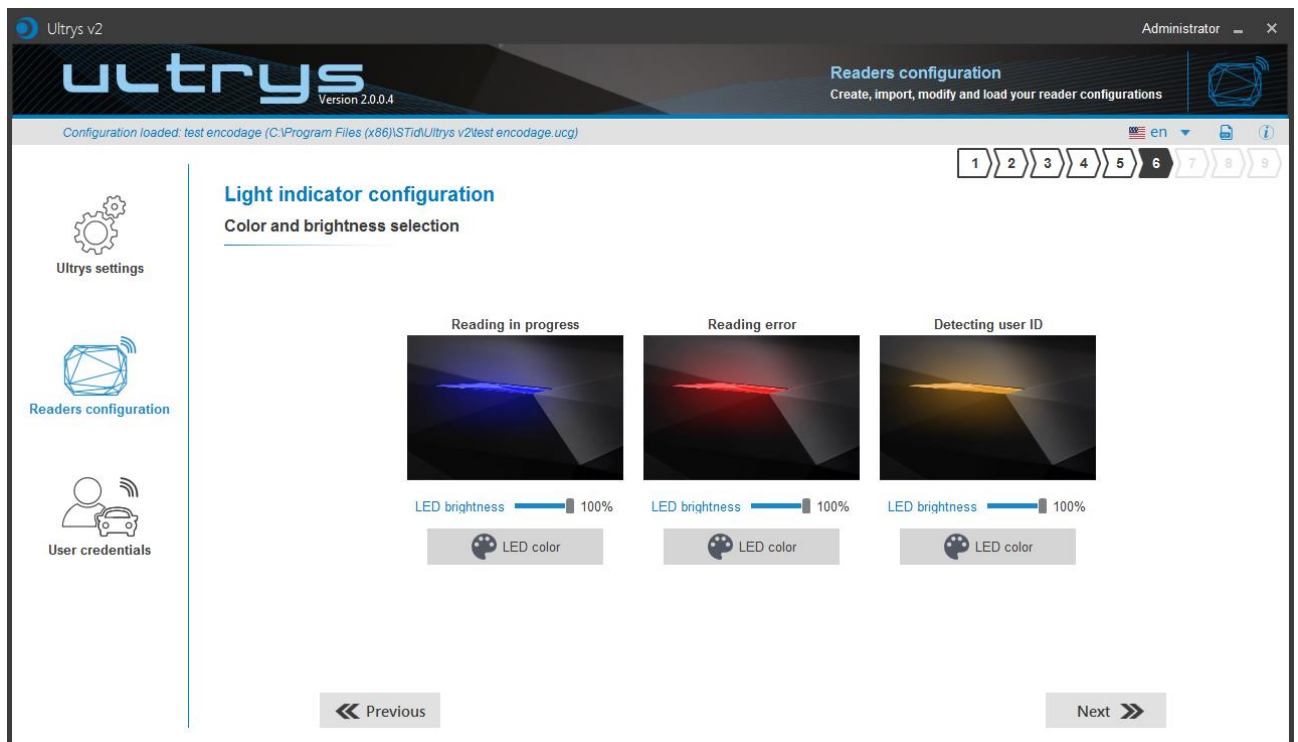 Ultrys v2
Administrator
ultrys
Version 2.0.0.4
Readers configuration
Create, import, modify and load your reader configurations
Configuration loaded: test encodage (C:\Program Files (x86)\STid\Ultrys v2\test encodage.ucg)
en
1 2 3 4 5 6 7 8 9
Light indicator configuration
Color and brightness selection
Ultrys settings
Readers configuration
User credentials
Reading in progress
Reading error
Detecting user ID
LED brightness 100%
LED brightness 100%
LED brightness 100%
LED color
LED color
LED color
Previous
Next